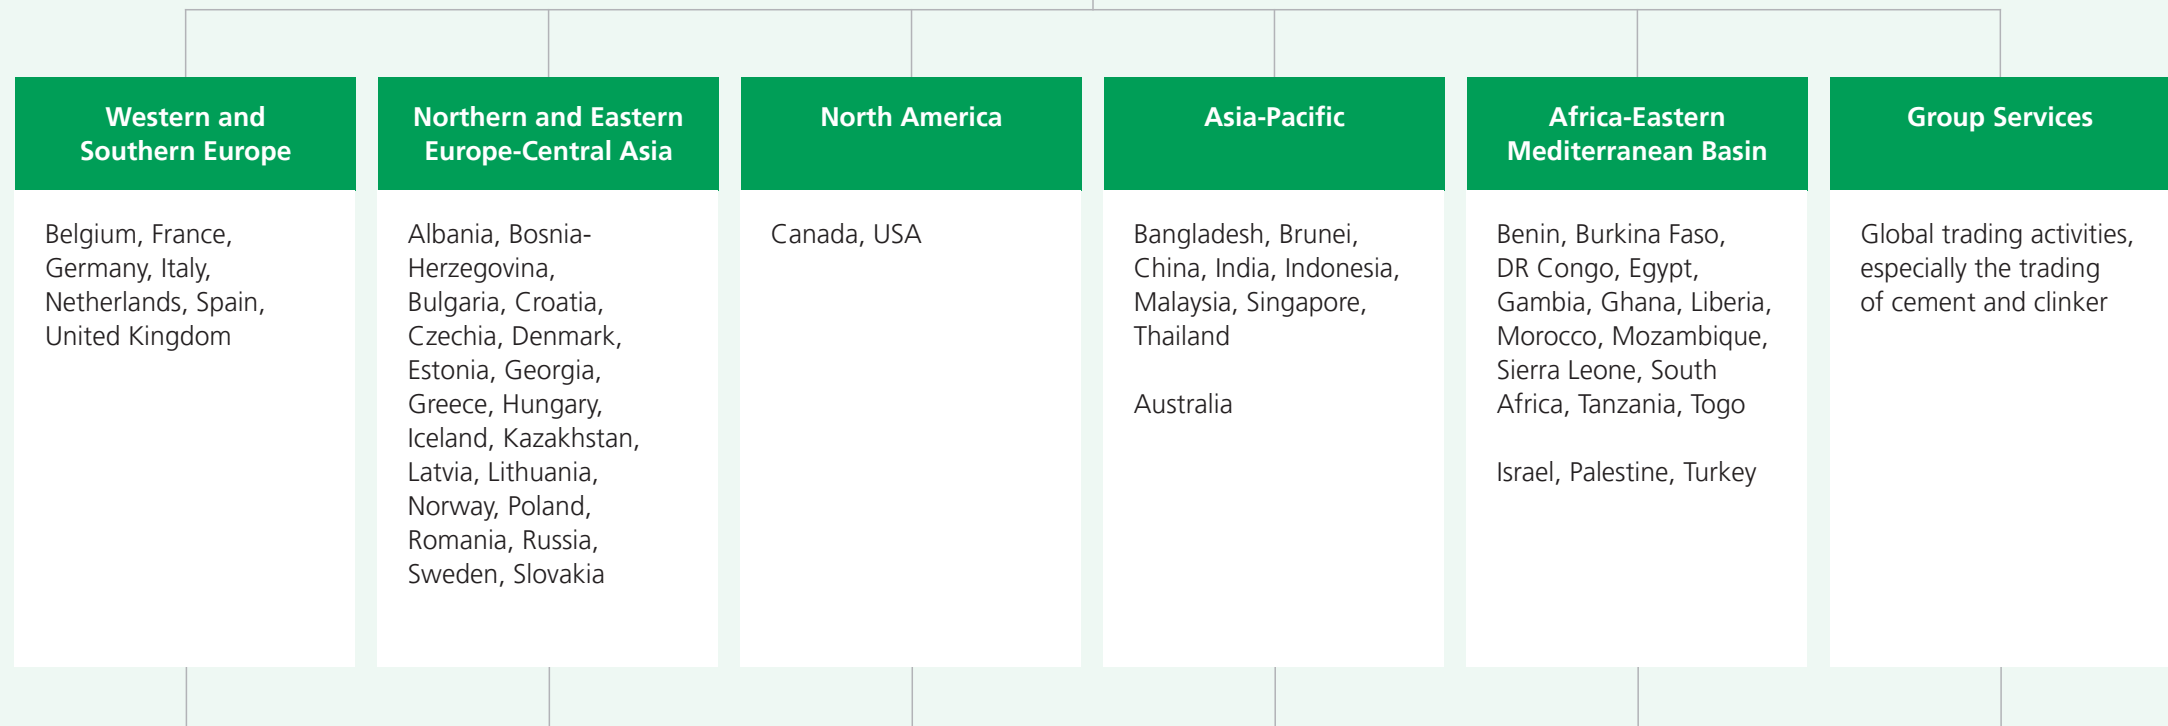 Western and
Southern Europe
Belgium, France,
Germany, Italy,
Netherlands, Spain,
United Kingdom
Northern and Eastern
Europe-Central Asia
Albania, Bosnia-
Herzegovina,
Bulgaria, Croatia,
Czechia, Denmark,
Estonia, Georgia,
Greece, Hungary,
Iceland, Kazakhstan,
Latvia, Lithuania,
Norway, Poland,
Romania, Russia,
Sweden, Slovakia
North America
Canada, USA
Asia-Pacific
Bangladesh, Brunei,
China, India, Indonesia,
Malaysia, Singapore,
Thailand
Australia
Africa-Eastern
Mediterranean Basin
Benin, Burkina Faso,
DR Congo, Egypt,
Gambia, Ghana, Liberia,
Morocco, Mozambique,
Sierra Leone, South
Africa, Tanzania, Togo
Israel, Palestine, Turkey
Group Services
Global trading activities,
especially the trading
of cement and clinker